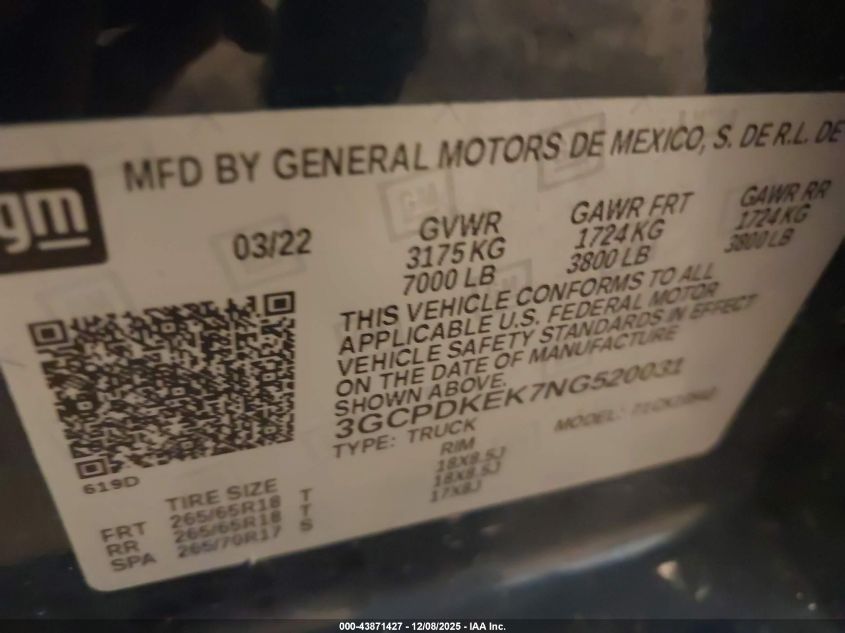 MFD BY GENERAL MOTORS DE MEXICO, S. DE R.L. DE
gm
03/22
GVWR
3175 KG
7000 LB
GAWR FRT
1724 KG
3800 LB
GAWR RR
1724 KG
3800 LB
THIS VEHICLE CONFORMS TO ALL
APPLICABLE U.S. FEDERAL MOTOR
VEHICLE SAFETY STANDARDS IN EFFECT
ON THE DATE OF MANUFACTURE
SHOWN ABOVE.
3GCPDKEK7NG520031
TYPE: TRUCK
MODEL:
619D
TIRE SIZE
RIM
FRT 265/65R18 T 18X8.5J
RR 265/65R18 T 18X8.5J
SPA 265/70R17 S 17X8J
000-43871427 - 12/08/2025 - IAA Inc.